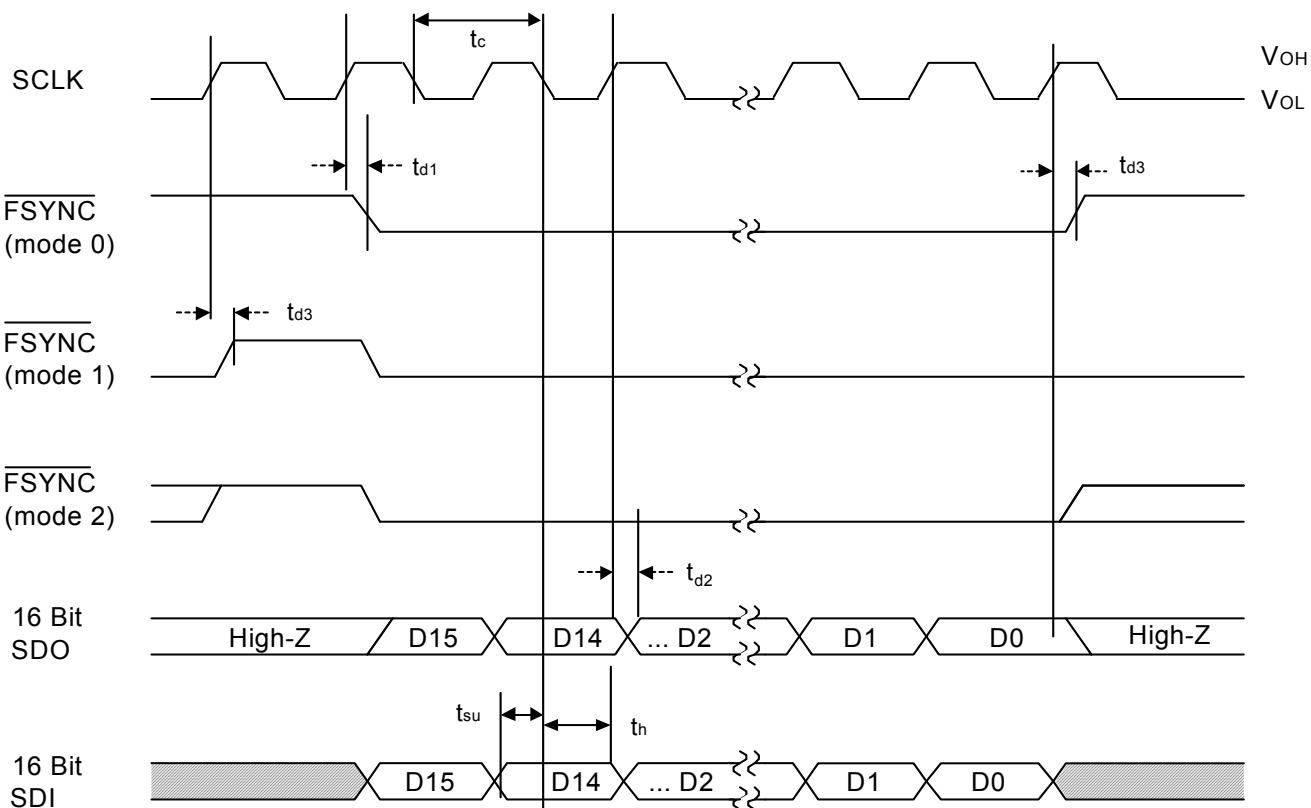 tc
SCLK
VOH
VOL
td1
td3
FSYNC
(mode 0)
td3
FSYNC
(mode 1)
FSYNC
(mode 2)
td2
16 Bit
SDO
High-Z
D15
D14
... D2
D1
D0
High-Z
tsu
th
16 Bit
SDI
D15
D14
... D2
D1
D0